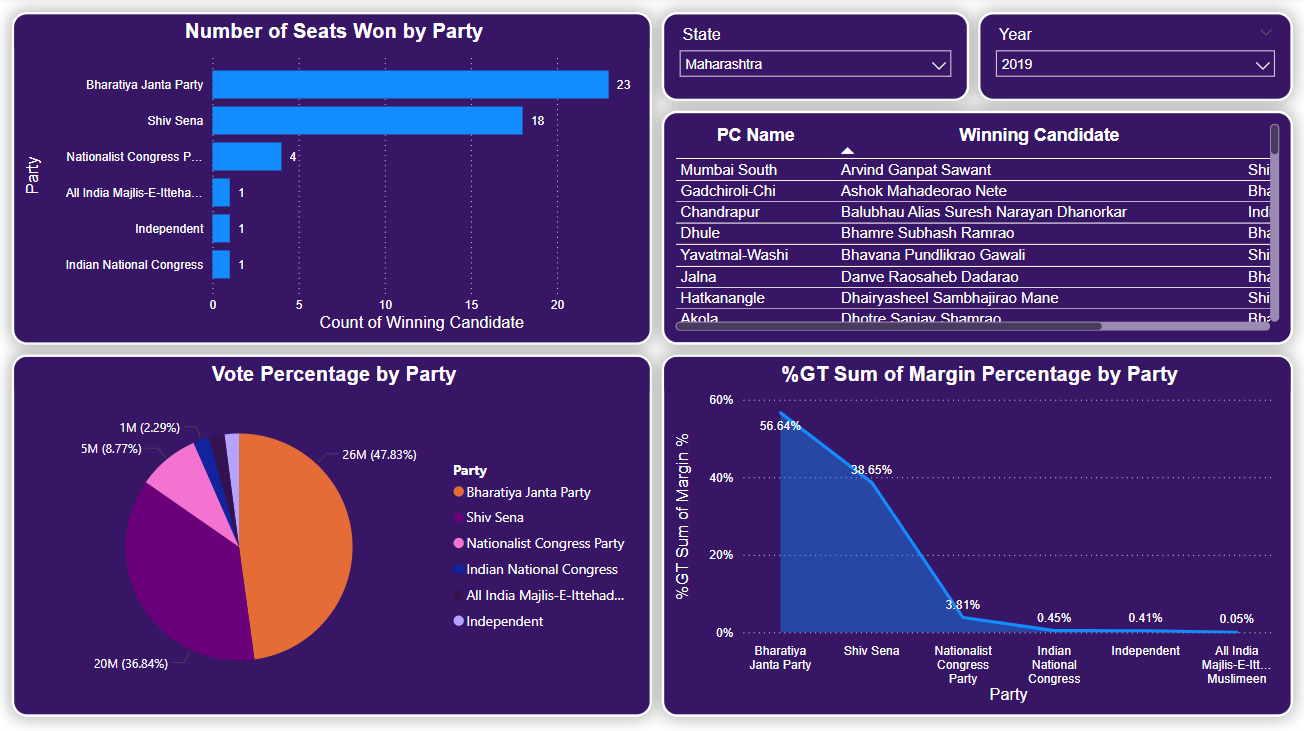 Number of Seats Won by Party
Party
Bharatiya Janta Party
23
Shiv Sena
18
Nationalist Congress P...
4
All India Majlis-E-Itteha...
1
Independent
1
Indian National Congress
1
0 5 10 15 20
Count of Winning Candidate
State
Maharashtra
Year
2019
PC Name Winning Candidate
Mumbai South Arvind Ganpat Sawant Shi
Gadchiroli-Chi Ashok Mahadeorao Nete Bha
Chandrapur Balubhau Alias Suresh Narayan Dhanorkar Indi
Dhule Bhamre Subhash Ramrao Bha
Yavatmal-Washi Bhavana Pundlikrao Gawali Shi
Jalna Danve Raosaheb Dadarao Bha
Hatkanangle Dhairyasheel Sambhajirao Mane Shi
Akola Dhotre Sanjay Shamrao Bha
Vote Percentage by Party
1M (2.29%)
5M (8.77%)
26M (47.83%)
20M (36.84%)
Party
Bharatiya Janta Party
Shiv Sena
Nationalist Congress Party
Indian National Congress
All India Majlis-E-Ittehad...
Independent
%GT Sum of Margin Percentage by Party
%GT Sum of Margin %
60%
40%
20%
0%
56.64%
38.65%
3.81%
0.45%
0.41%
0.05%
Bharatiya
Janta Party
Shiv Sena
Nationalist
Congress
Party
Indian
National
Congress
Independent
All India
Majlis-E-Itt...
Muslimeen
Party